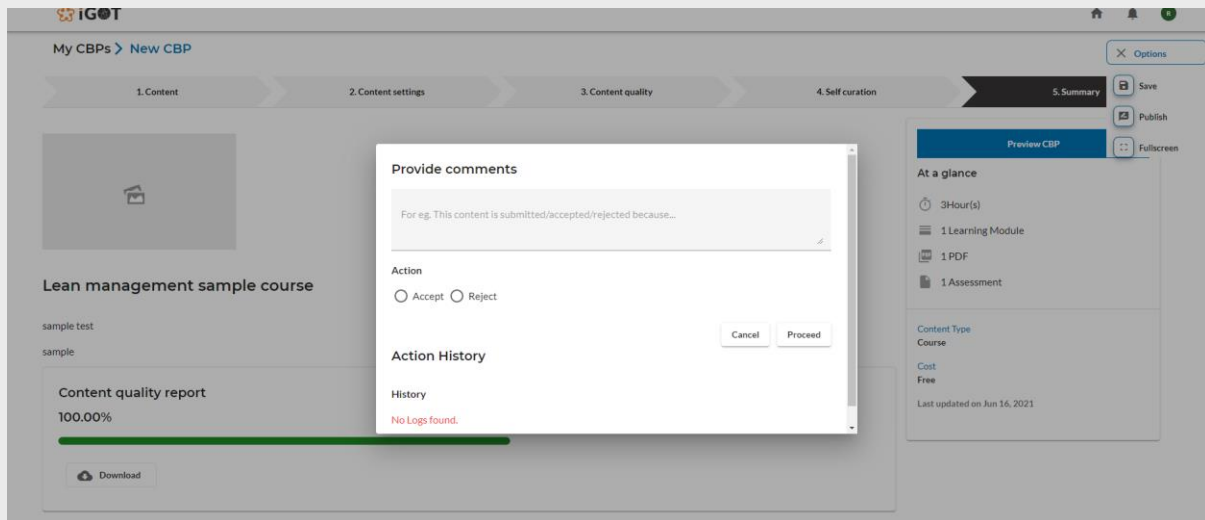 iGOT
My CBPs > New CBP
Options
1. Content
2. Content settings
3. Content quality
4. Self curation
5. Summary
Save
Publish
Fullscreen
Preview CBP
Provide comments
For eg. This content is submitted/accepted/rejected because...
Action
Accept Reject
Cancel Proceed
Action History
History
No Logs found.
Lean management sample course
sample test
sample
Content quality report
100.00%
Download
At a glance
3Hour(s)
1 Learning Module
1 PDF
1 Assessment
Content Type
Course
Cost
Free
Last updated on Jun 16, 2021